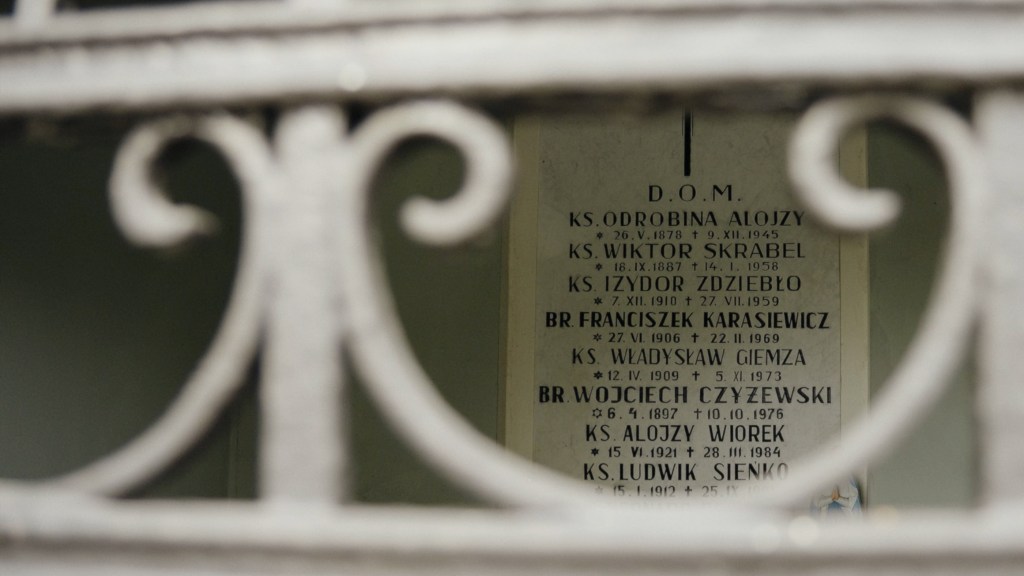 D.O.M.
KS. ODROBINA ALOJZY
* 26.V.1878 † 9.XII.1945
KS. WIKTOR SKRABEL
* 18.IX.1887 † 14.I.1958
KS. IZYDOR ZDZIEBŁO
* 7.XII.1910 † 27.VII.1959
BR. FRANCISZEK KARASIEWICZ
* 27.VI.1906 † 22.II.1969
KS. WŁADYSŁAW GIEMZA
* 12.IV.1909 † 5.XI.1973
BR. WOJCIECH CZYŻEWSKI
✡ 6.4.1897 † 10.10.1976
KS. ALOJZY WIOREK
* 15.VI.1921 † 28.III.1984
KS. LUDWIK SIENKO
* 15.I.1912 † 25.